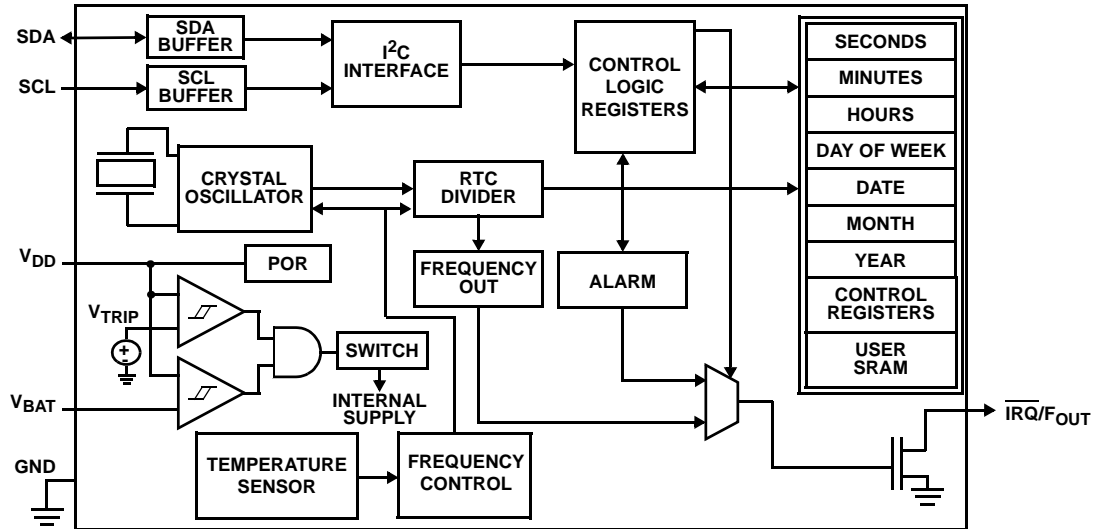 SDA
SDA
BUFFER
SCL
SCL
BUFFER
I²C
INTERFACE
CONTROL
LOGIC
REGISTERS
SECONDS
MINUTES
HOURS
DAY OF WEEK
DATE
MONTH
YEAR
CONTROL
REGISTERS
USER
SRAM
CRYSTAL
OSCILLATOR
RTC
DIVIDER
FREQUENCY
OUT
ALARM
VDD
POR
VTRIP
+
-
SWITCH
INTERNAL
SUPPLY
VBAT
GND
TEMPERATURE
SENSOR
FREQUENCY
CONTROL
I̅R̅Q̅/FOUT